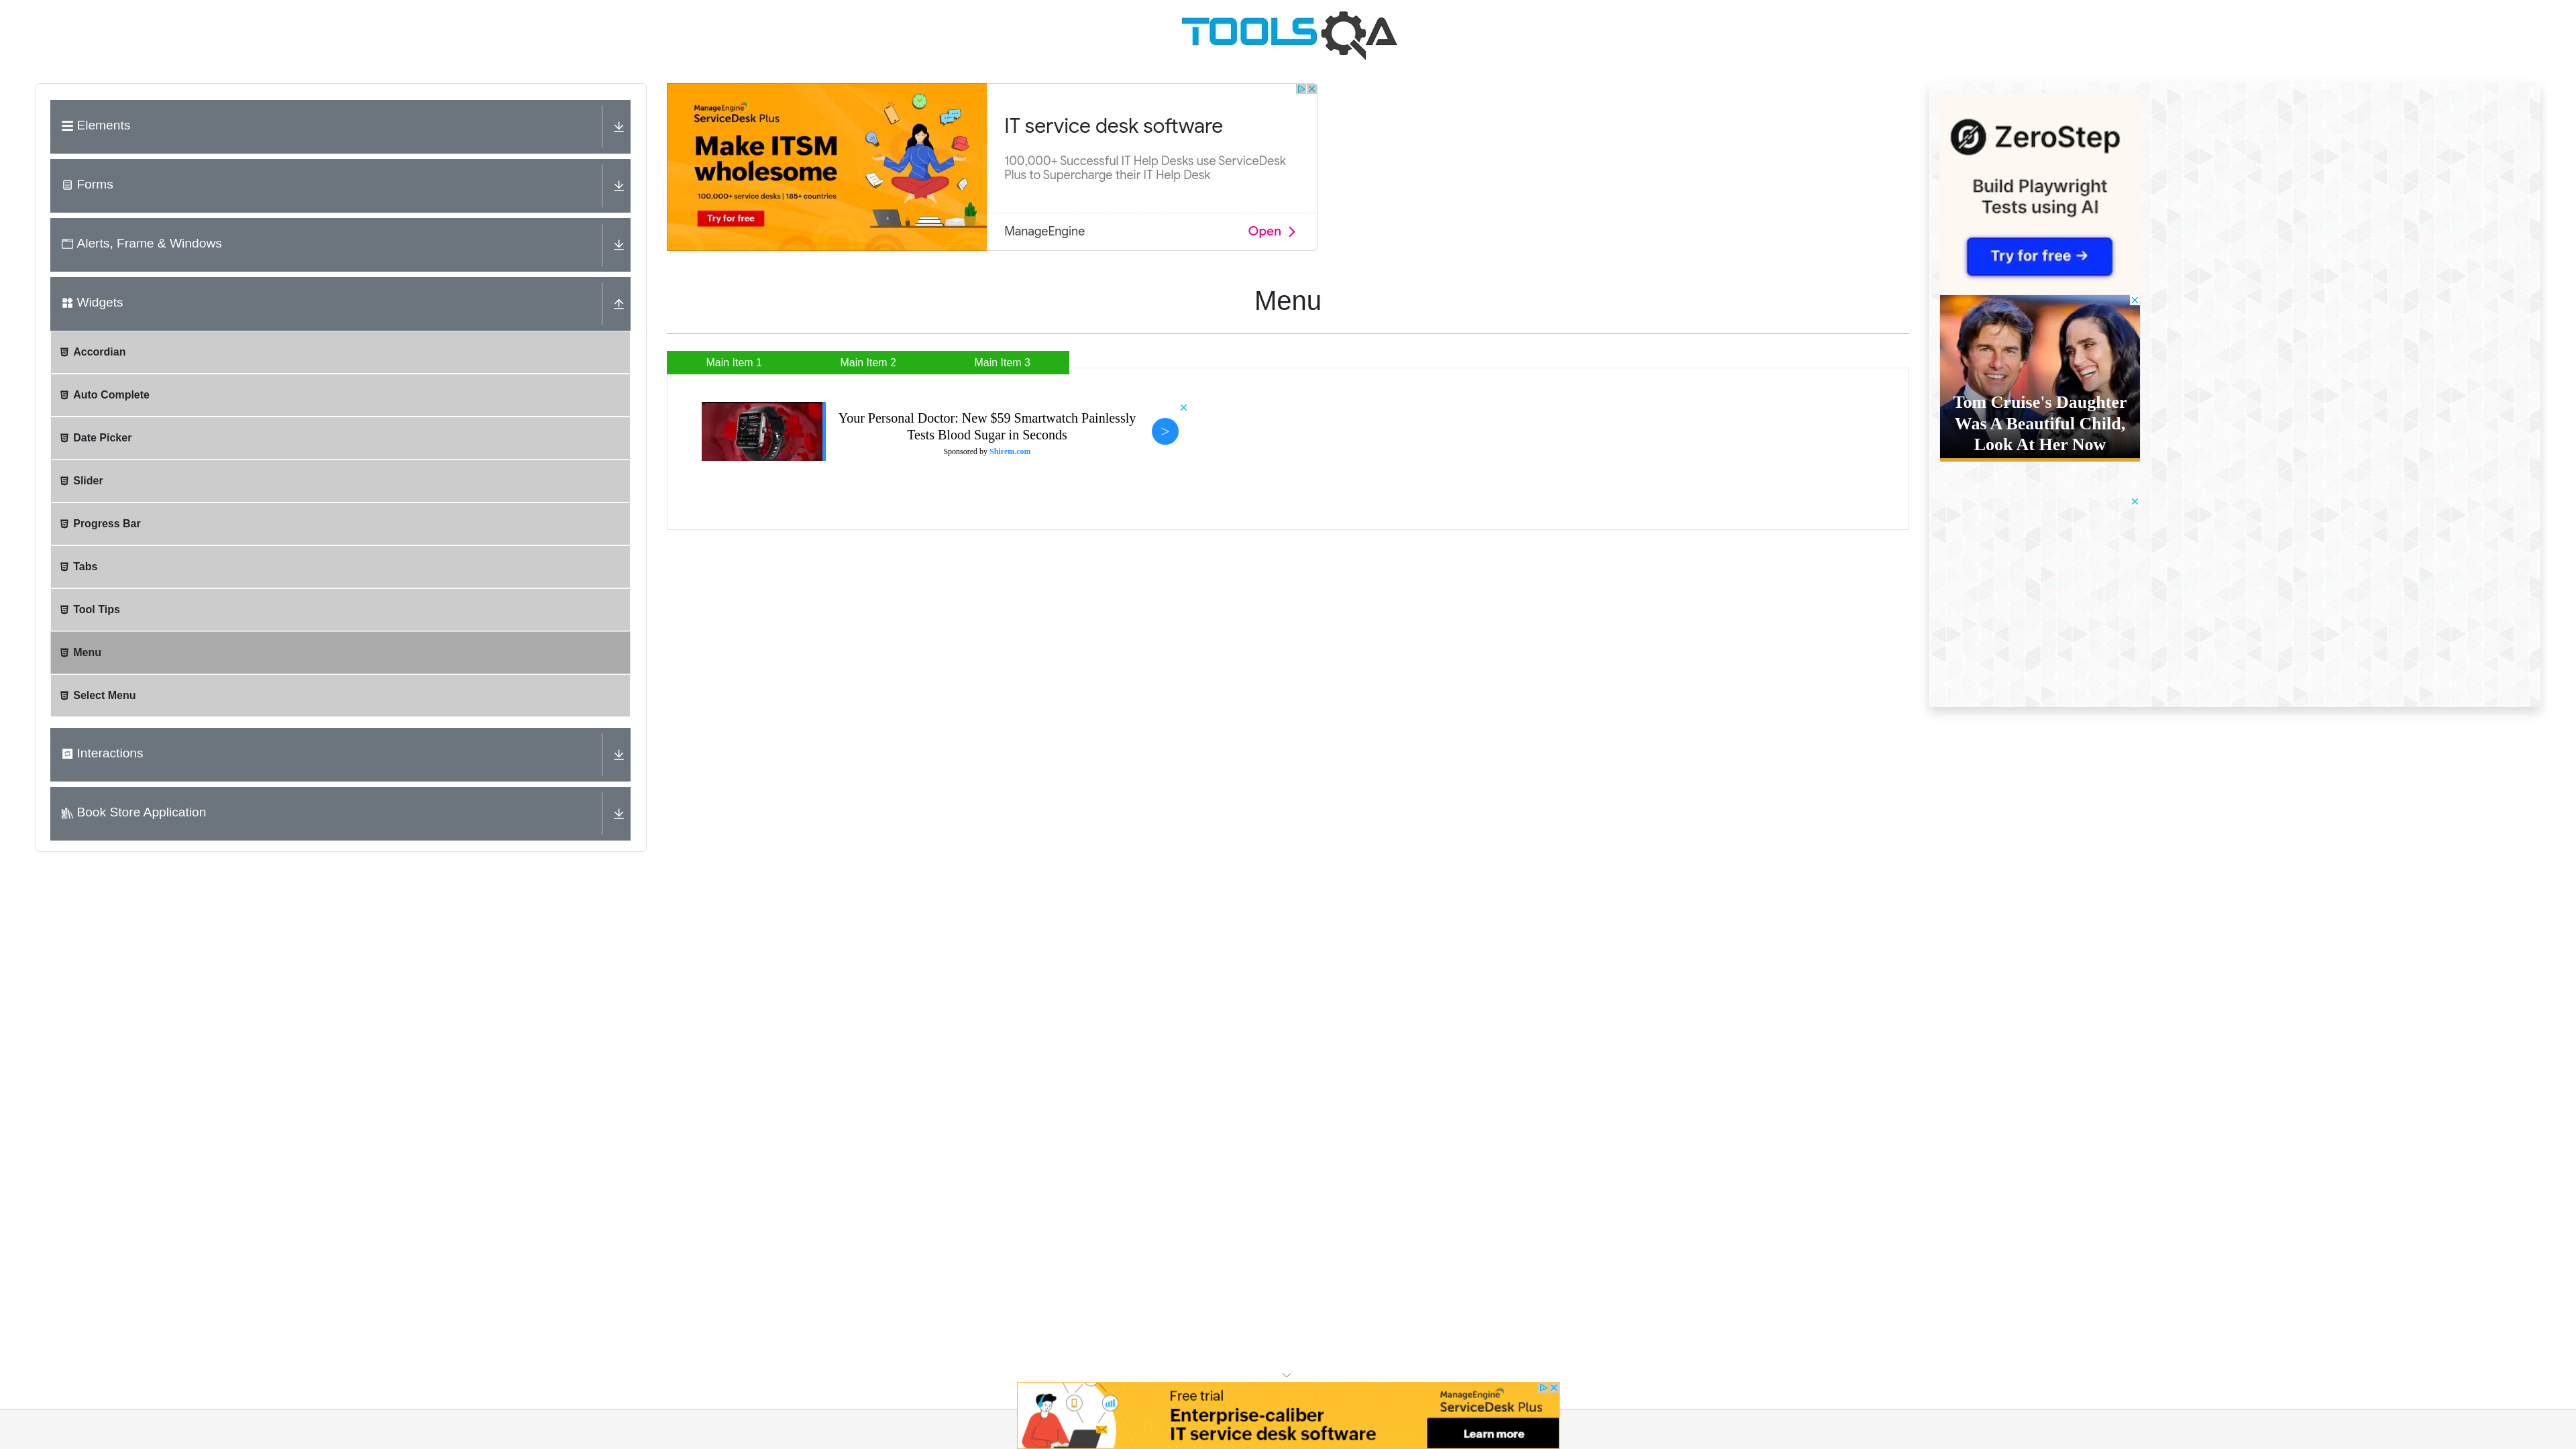 TOOLSQA
Elements
Forms
Alerts, Frame & Windows
Widgets
Accordian
Auto Complete
Date Picker
Slider
Progress Bar
Tabs
Tool Tips
Menu
Select Menu
Interactions
Book Store Application
ManageEngine
ServiceDesk Plus
Make ITSM
wholesome
100,000+ service desks | 185+ countries
Try for free
IT service desk software
100,000+ Successful IT Help Desks use ServiceDesk
Plus to Supercharge their IT Help Desk
ManageEngine
Open
Menu
Main Item 1
Main Item 2
Main Item 3
Your Personal Doctor: New $59 Smartwatch Painlessly
Tests Blood Sugar in Seconds
Sponsored by Shirem.com
>
ZeroStep
Build Playwright
Tests using AI
Try for free →
Tom Cruise's Daughter
Was A Beautiful Child,
Look At Her Now
Free trial
Enterprise-caliber
IT service desk software
ManageEngine
ServiceDesk Plus
Learn more